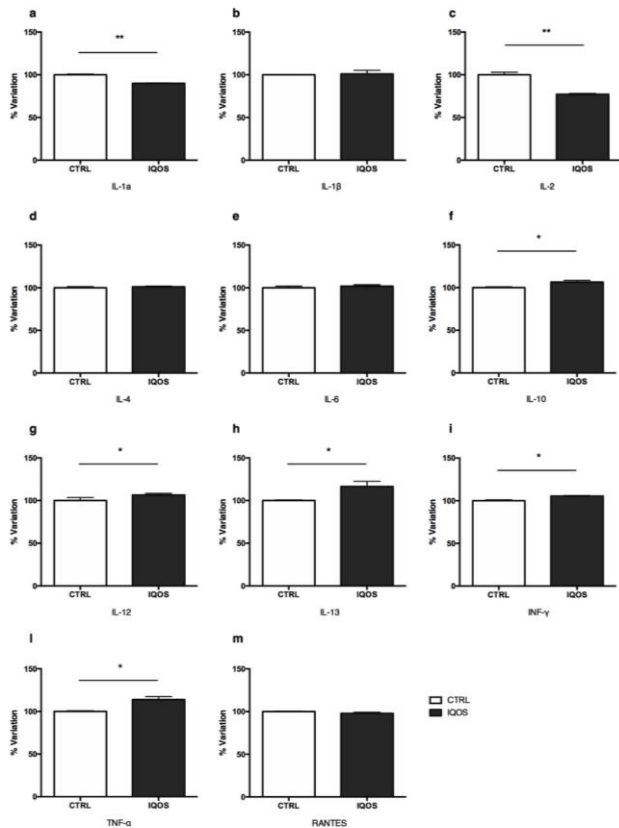 a
b
c
**
**
150
100
50
0
% Variation
CTRL
IQOS
IL-1a
150
100
50
0
% Variation
CTRL
IQOS
IL-1β
150
100
50
0
% Variation
CTRL
IQOS
IL-2
d
e
f
*
150
100
50
0
% Variation
CTRL
IQOS
IL-4
150
100
50
0
% Variation
CTRL
IQOS
IL-6
150
100
50
0
% Variation
CTRL
IQOS
IL-10
g
h
i
*
*
*
150
100
50
0
% Variation
CTRL
IQOS
IL-12
150
100
50
0
% Variation
CTRL
IQOS
IL-13
150
100
50
0
% Variation
CTRL
IQOS
INF-γ
l
m
*
150
100
50
0
% Variation
CTRL
IQOS
TNF-α
150
100
50
0
% Variation
CTRL
IQOS
RANTES
CTRL
IQOS